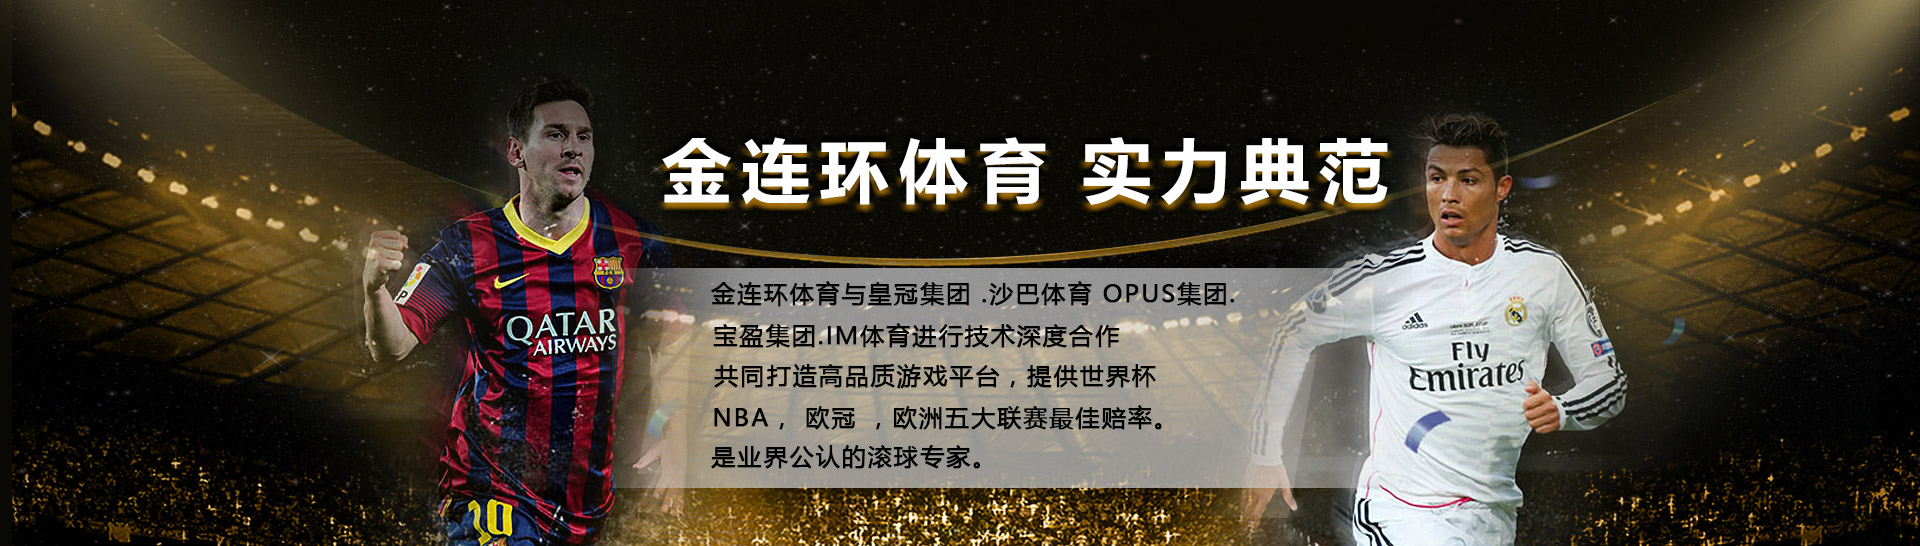 金连环体育 实力典范
金连环体育与皇冠集团 .沙巴体育 OPUS集团.
宝盈集团.IM体育进行技术深度合作
共同打造高品质游戏平台，提供世界杯
NBA， 欧冠 ，欧洲五大联赛最佳赔率。
是业界公认的滚球专家。
QATAR
AIRWAYS
10
P
adidas
Fly
Emirates